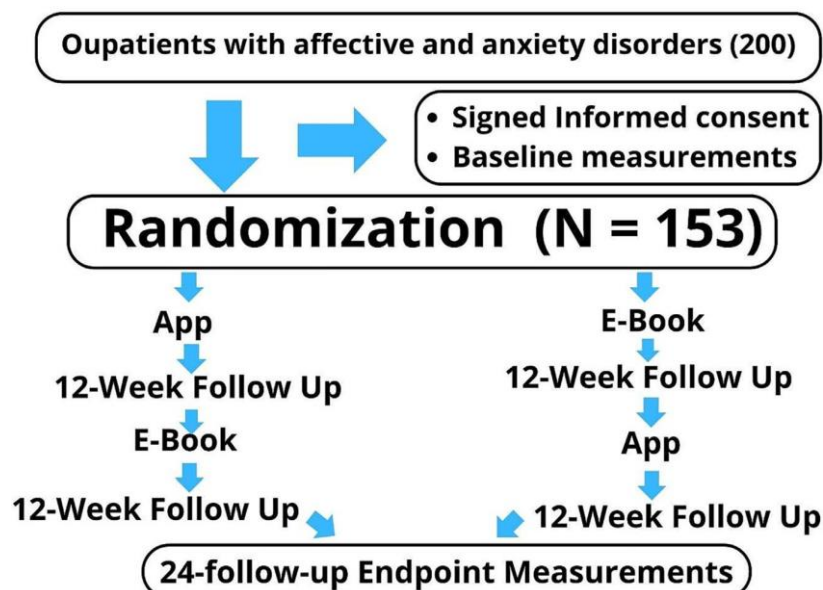 Oupatients with affective and anxiety disorders (200)
• Signed Informed consent
• Baseline measurements
Randomization (N = 153)
App
12-Week Follow Up
E-Book
12-Week Follow Up
E-Book
12-Week Follow Up
App
12-Week Follow Up
24-follow-up Endpoint Measurements